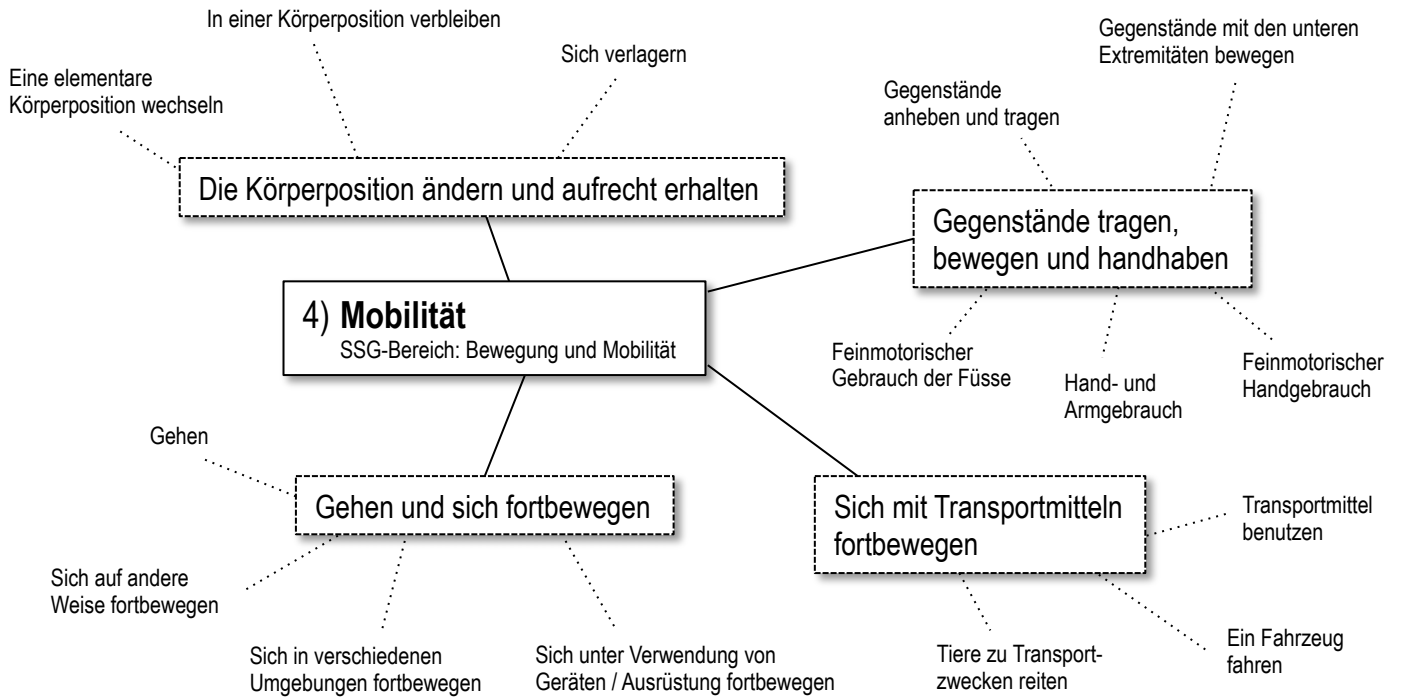 In einer Körperposition verbleiben
Sich verlagern
Eine elementare
Körperposition wechseln
Die Körperposition ändern und aufrecht erhalten
Gegenstände mit den unteren
Extremitäten bewegen
Gegenstände
anheben und tragen
Gegenstände tragen,
bewegen und handhaben
4) Mobilität
SSG-Bereich: Bewegung und Mobilität
Feinmotorischer
Gebrauch der Füsse
Hand- und
Armgebrauch
Feinmotorischer
Handgebrauch
Gehen
Gehen und sich fortbewegen
Sich auf andere
Weise fortbewegen
Sich in verschiedenen
Umgebungen fortbewegen
Sich unter Verwendung von
Geräten / Ausrüstung fortbewegen
Sich mit Transportmitteln
fortbewegen
Transportmittel
benutzen
Tiere zu Transport-
zwecken reiten
Ein Fahrzeug
fahren